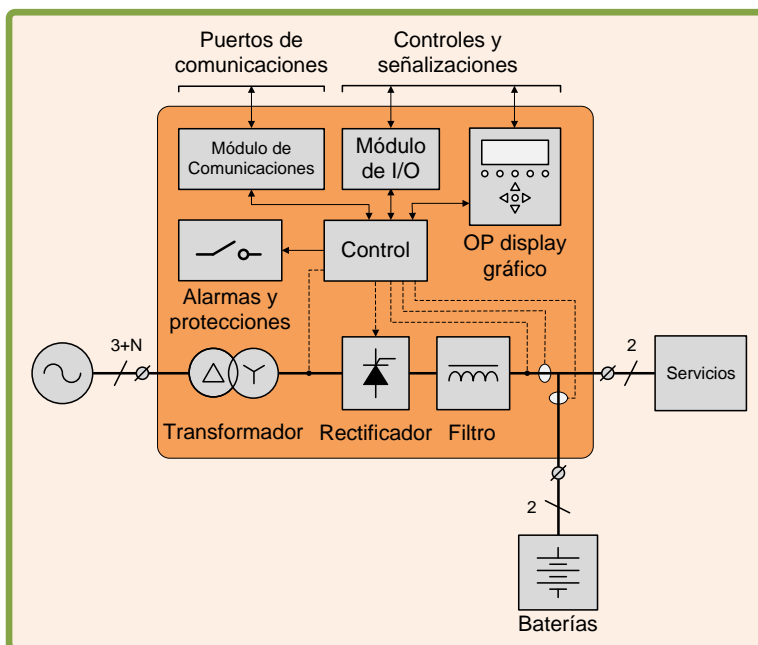 Puertos de
comunicaciones
Controles y
señalizaciones
Módulo de
Comunicaciones
Módulo
de I/O
OP display
gráfico
Control
Alarmas y
protecciones
3+N
Transformador
Rectificador
Filtro
2
Servicios
2
Baterías